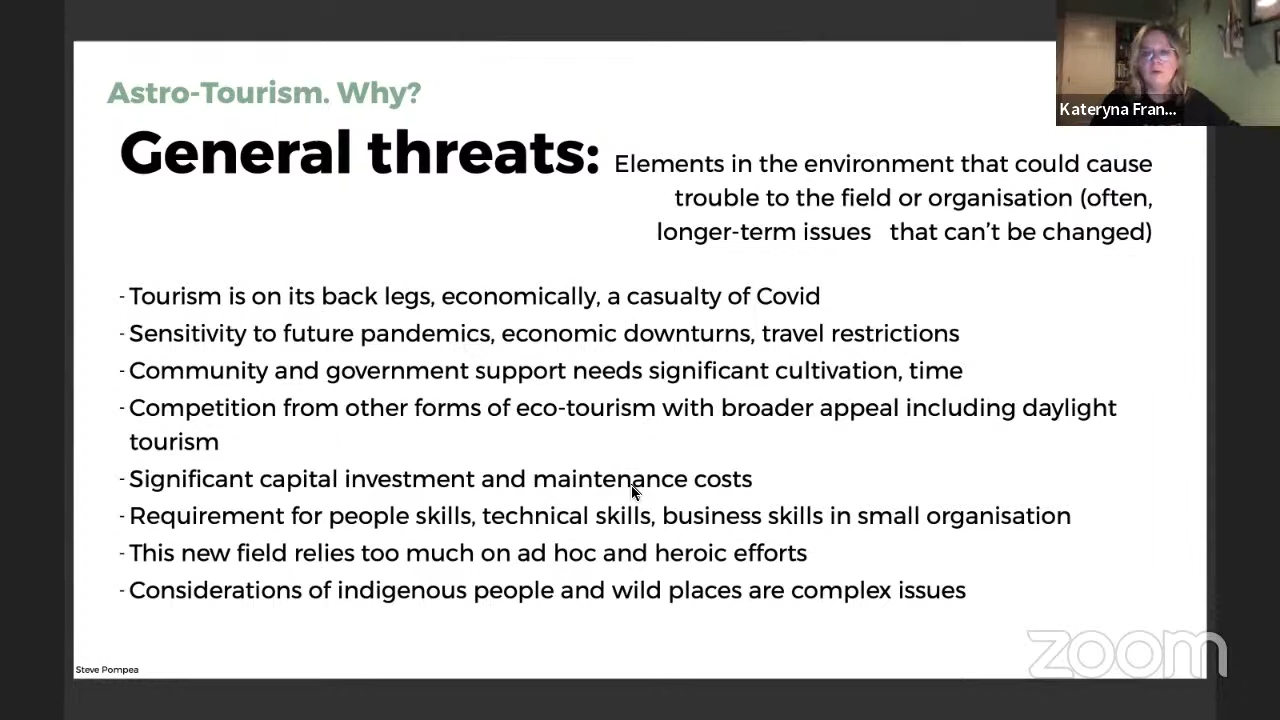 Astro-Tourism. Why?
General threats: Elements in the environment that could cause
trouble to the field or organisation (often,
longer-term issues that can't be changed)
- Tourism is on its back legs, economically, a casualty of Covid
- Sensitivity to future pandemics, economic downturns, travel restrictions
- Community and government support needs significant cultivation, time
- Competition from other forms of eco-tourism with broader appeal including daylight
tourism
- Significant capital investment and maintenance costs
- Requirement for people skills, technical skills, business skills in small organisation
- This new field relies too much on ad hoc and heroic efforts
- Considerations of indigenous people and wild places are complex issues
Steve Pompea
Kateryna Fran...
zoom